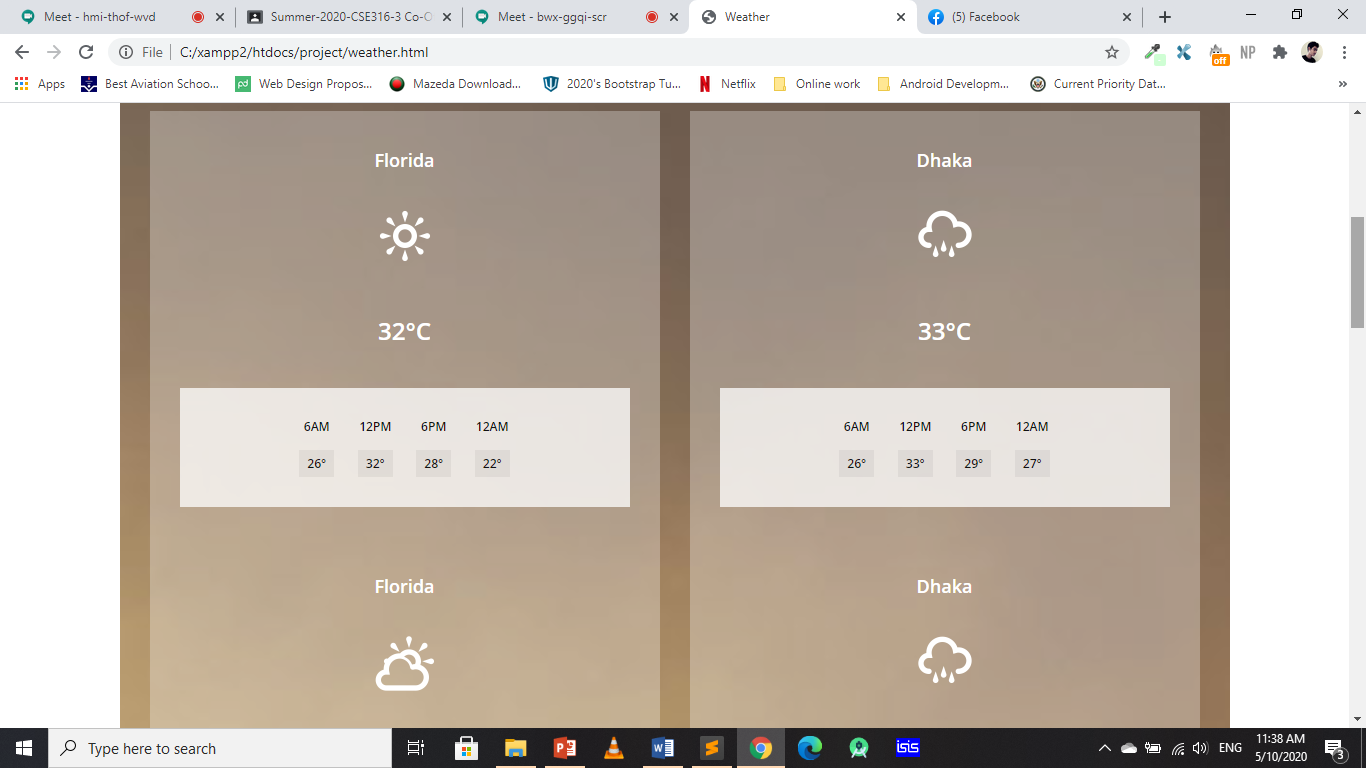 Meet - hmi-thof-wvd
Summer-2020-CSE316-3 Co-O
Meet - bwx-ggqi-scr
Weather
(5) Facebook
File
C:/xampp2/htdocs/project/weather.html
off
NP
Apps
Best Aviation Schoo...
Web Design Propos...
Mazeda Download...
2020's Bootstrap Tu...
Netflix
Online work
Android Developm...
Current Priority Dat...
»
Florida
Dhaka
32°C
33°C
6AM 12PM 6PM 12AM
26° 32° 28° 22°
6AM 12PM 6PM 12AM
26° 33° 29° 27°
Florida
Dhaka
Type here to search
isis
ENG
11:38 AM
5/10/2020
3